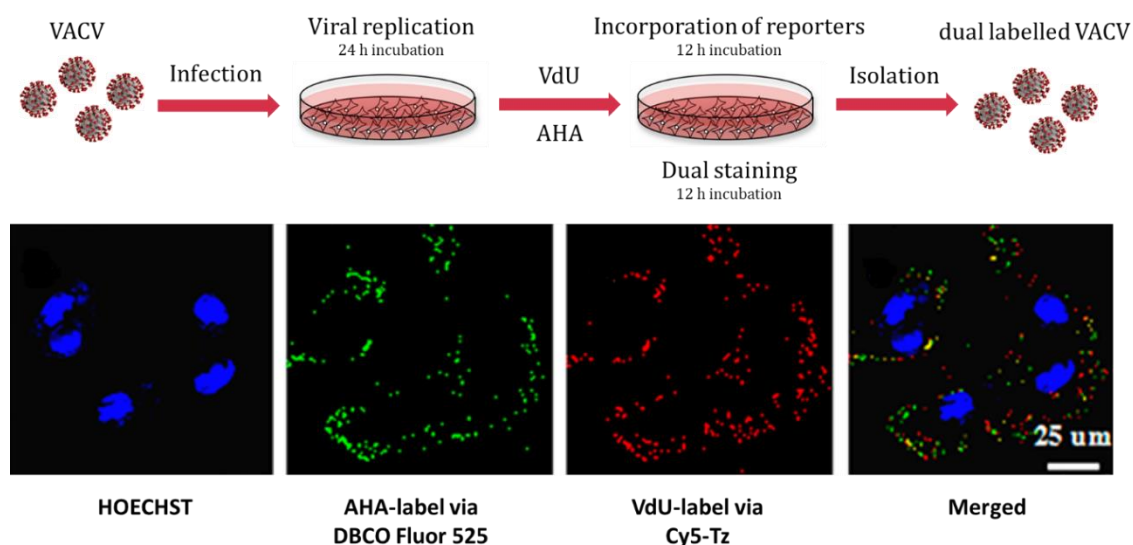 VACV
Infection
Viral replication
24 h incubation
VdU
AHA
Incorporation of reporters
12 h incubation
Dual staining
12 h incubation
Isolation
dual labelled VACV
25 um
HOECHST
AHA-label via
DBCO Fluor 525
VdU-label via
Cy5-Tz
Merged